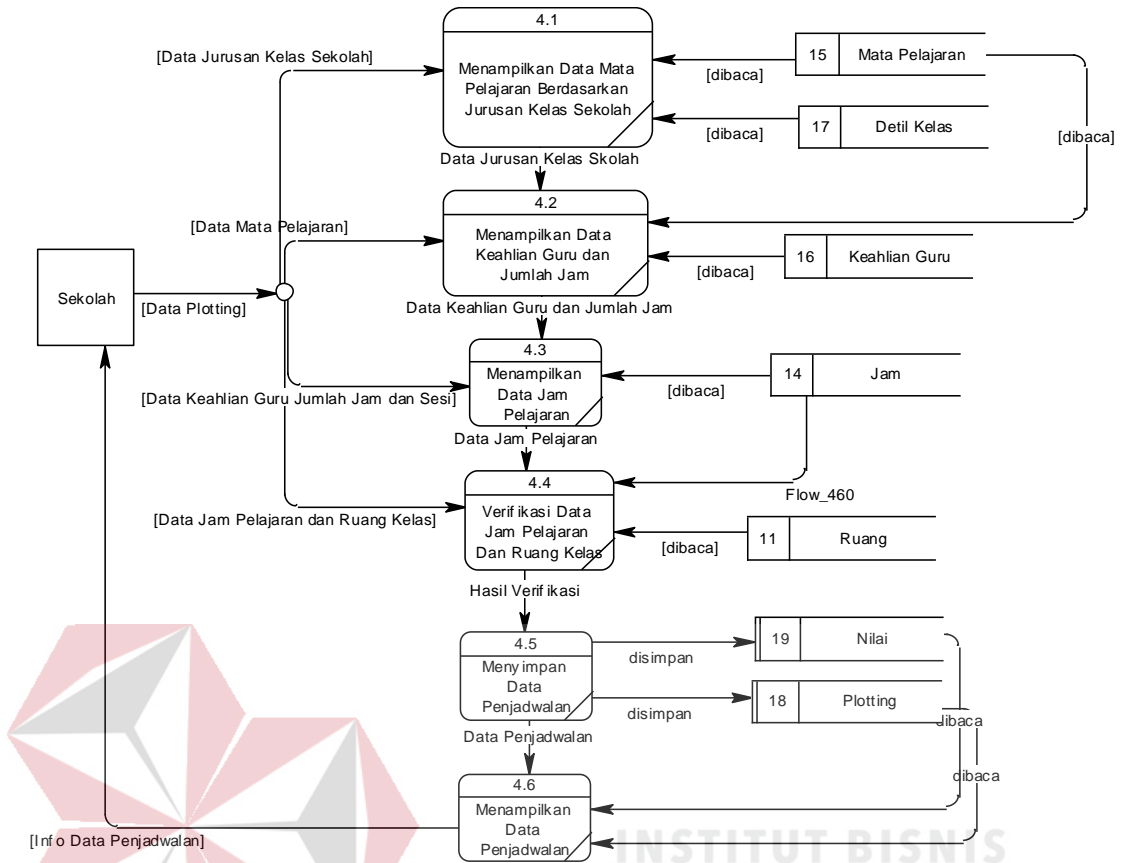 4.1
[Data Jurusan Kelas Sekolah]
15
Mata Pelajaran
Menampilkan Data Mata
Pelajaran Berdasarkan
Jurusan Kelas Sekolah
[dibaca]
17
Detil Kelas
[dibaca]
[dibaca]
Data Jurusan Kelas Skolah
4.2
[Data Mata Pelajaran]
Menampilkan Data
Keahlian Guru dan
Jumlah Jam
16
Keahlian Guru
[dibaca]
Sekolah
[Data Plotting]
Data Keahlian Guru dan Jumlah Jam
4.3
Menampilkan
Data Jam
Pelajaran
14
Jam
[dibaca]
[Data Keahlian Guru Jumlah Jam dan Sesi]
Data Jam Pelajaran
4.4
Flow_460
[Data Jam Pelajaran dan Ruang Kelas]
Verifikasi Data
Jam Pelajaran
Dan Ruang Kelas
11
Ruang
[dibaca]
Hasil Verifikasi
4.5
Menyimpan
Data
Penjadwalan
19
Nilai
disimpan
18
Plotting
disimpan
dibaca
Data Penjadwalan
dibaca
4.6
Menampilkan
Data
Penjadwalan
[Info Data Penjadwalan]
INSTITUT BISNIS